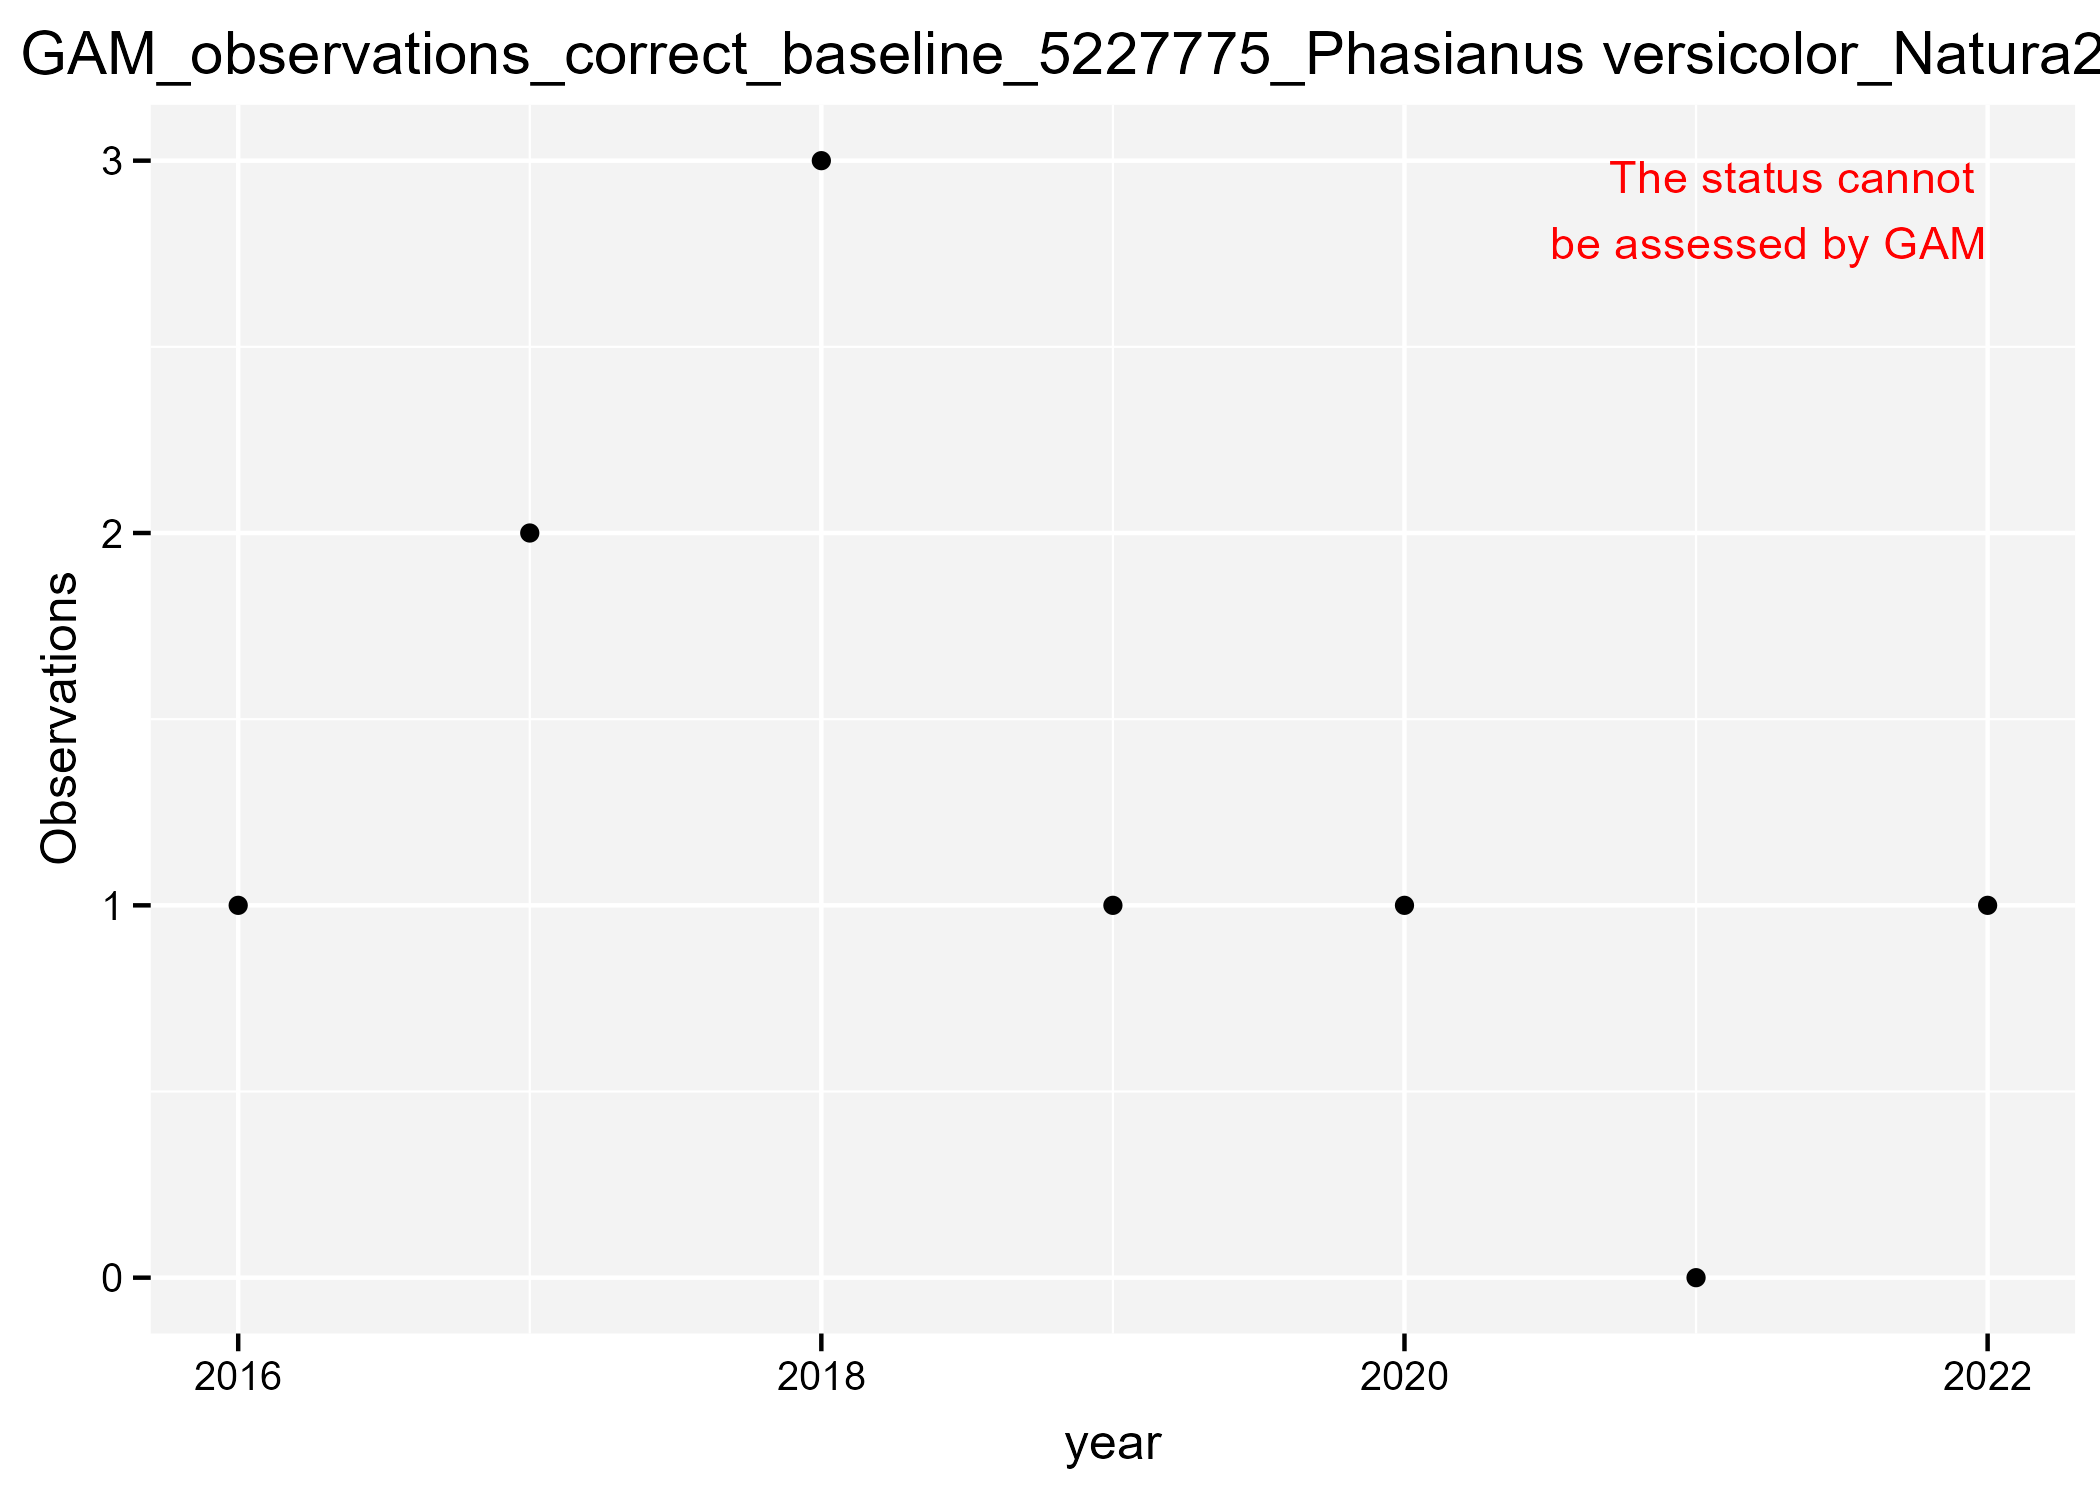 GAM_observations_correct_baseline_5227775_Phasianus versicolor_Natura2
The status cannot
be assessed by GAM
3
2
1
0
Observations
2016
2018
2020
2022
year